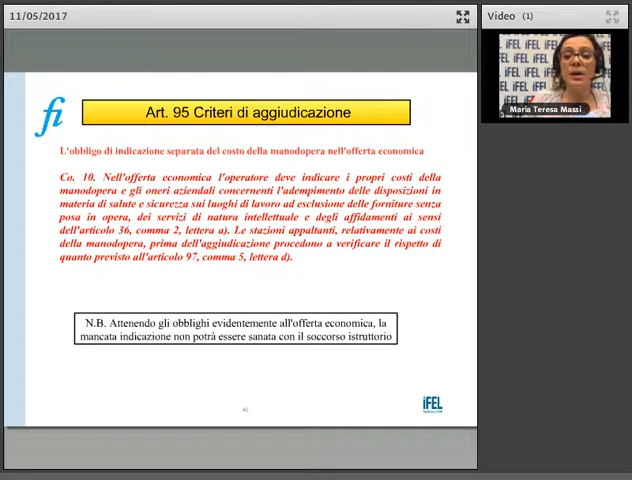 11/05/2017
Video (1)
iFEL iFEL iFEL
Maria Teresa Massi
fi
Art. 95 Criteri di aggiudicazione
L'obbligo di indicazione separata del costo della manodopera nell'offerta economica
Co. 10. Nell'offerta economica l'operatore deve indicare i propri costi della
manodopera e gli oneri aziendali concernenti l'adempimento delle disposizioni in
materia di salute e sicurezza sui luoghi di lavoro ad esclusione delle forniture senza
posa in opera, dei servizi di natura intellettuale e degli affidamenti ai sensi
dell'articolo 36, comma 2, lettera a). Le stazioni appaltanti, relativamente ai costi
della manodopera, prima dell'aggiudicazione procedono a verificare il rispetto di
quanto previsto all'articolo 97, comma 5, lettera d).
N.B. Attenendo gli obblighi evidentemente all'offerta economica, la
mancata indicazione non potrà essere sanata con il soccorso istruttorio
iFEL